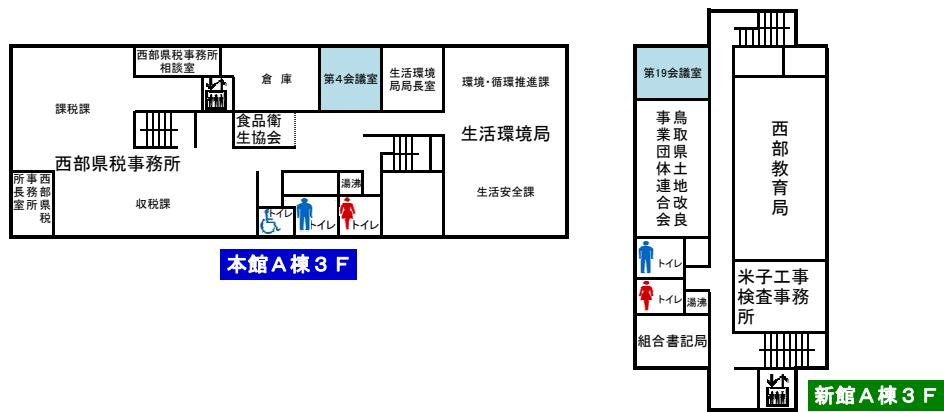 西部県税事務所
相談室
倉 庫
第4会議室
生活環境
局局長室
環境・循環推進課
課税課
食品衛
生協会
生活環境局
西部県税事務所
西部県税
事務所
所長室
収税課
湯沸
生活安全課
トイレ
トイレ
トイレ
本館A棟3F
第19会議室
鳥取県土地改良
事業団体連合会
西部教育局
トイレ
トイレ
湯沸
米子工事
検査事務
所
組合書記局
新館A棟3F